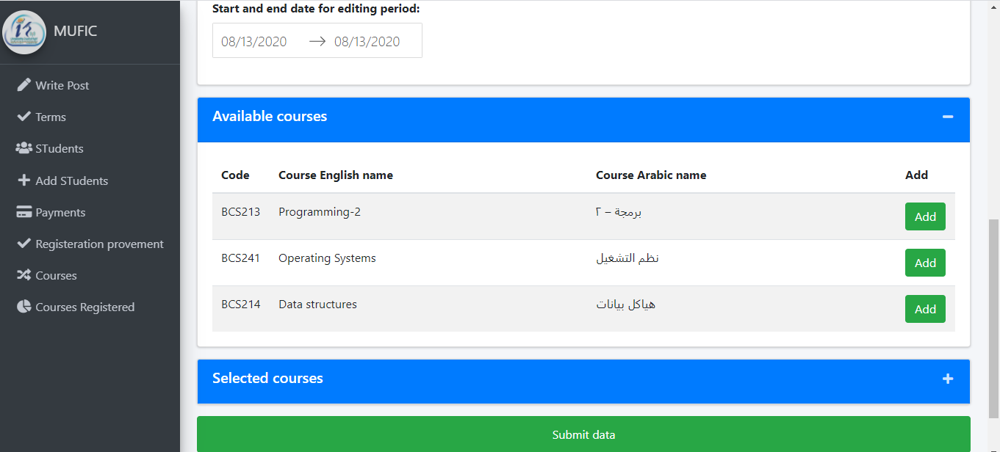 MUFIC
Write Post
Terms
STudents
Add STudents
Payments
Registeration provement
Courses
Courses Registered
Start and end date for editing period:
08/13/2020 → 08/13/2020
Available courses −
Code Course English name Course Arabic name Add
BCS213 Programming-2 برمجة – ٢ Add
BCS241 Operating Systems نظم التشغيل Add
BCS214 Data structures هياكل بيانات Add
Selected courses +
Submit data